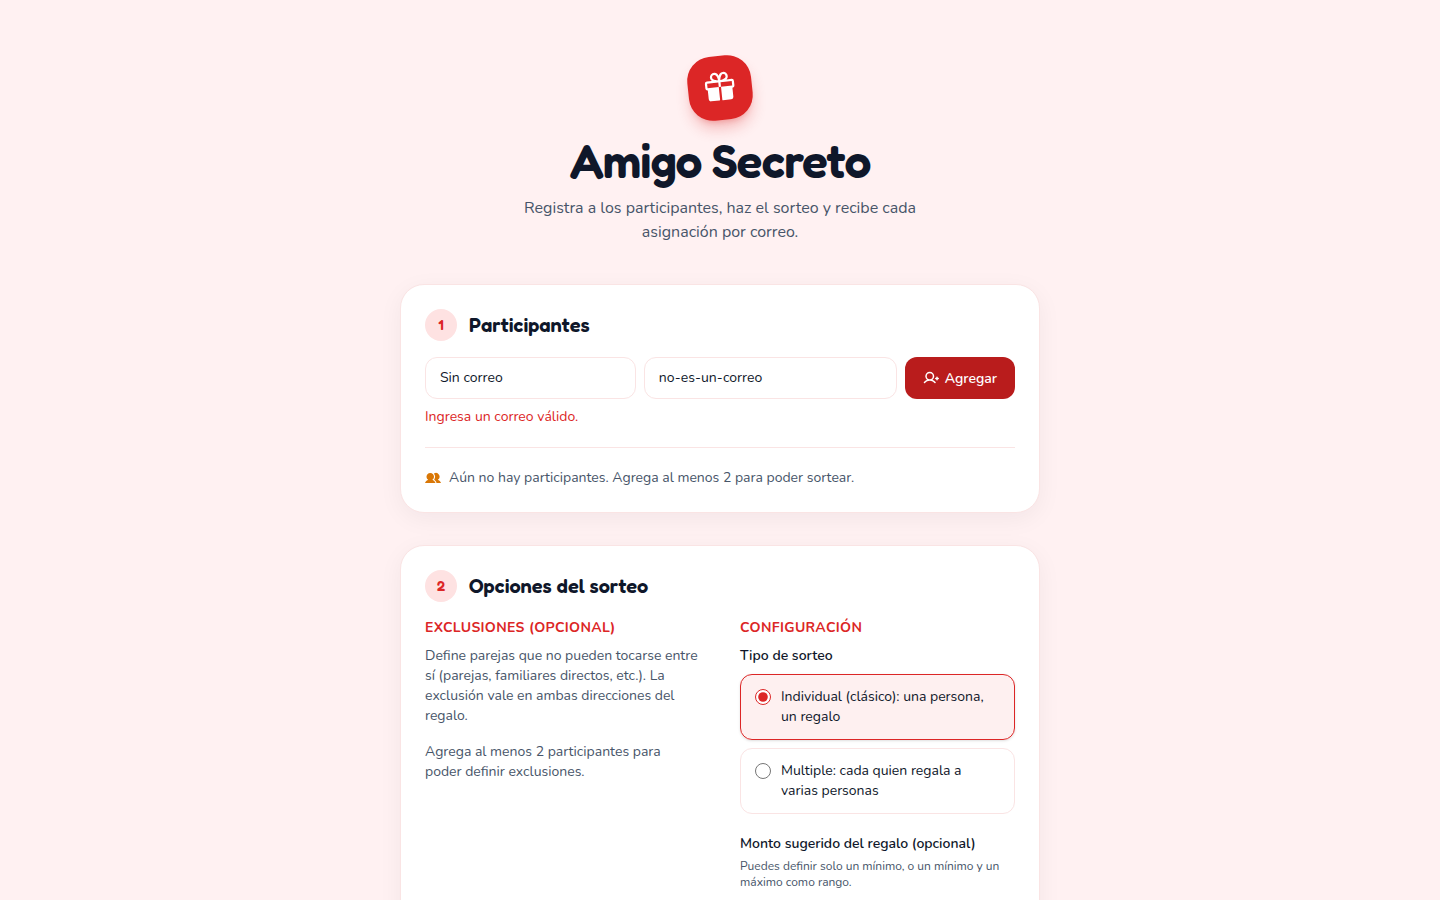 Amigo Secreto
Registra a los participantes, haz el sorteo y recibe cada
asignación por correo.
1
Participantes
Sin correo
no-es-un-correo
Agregar
Ingresa un correo válido.
Aún no hay participantes. Agrega al menos 2 para poder sortear.
2
Opciones del sorteo
EXCLUSIONES (OPCIONAL)
Define parejas que no pueden tocarse entre
sí (parejas, familiares directos, etc.). La
exclusión vale en ambas direcciones del
regalo.
Agrega al menos 2 participantes para
poder definir exclusiones.
CONFIGURACIÓN
Tipo de sorteo
Individual (clásico): una persona,
un regalo
Multiple: cada quien regala a
varias personas
Monto sugerido del regalo (opcional)
Puedes definir solo un mínimo, o un mínimo y un
máximo como rango.